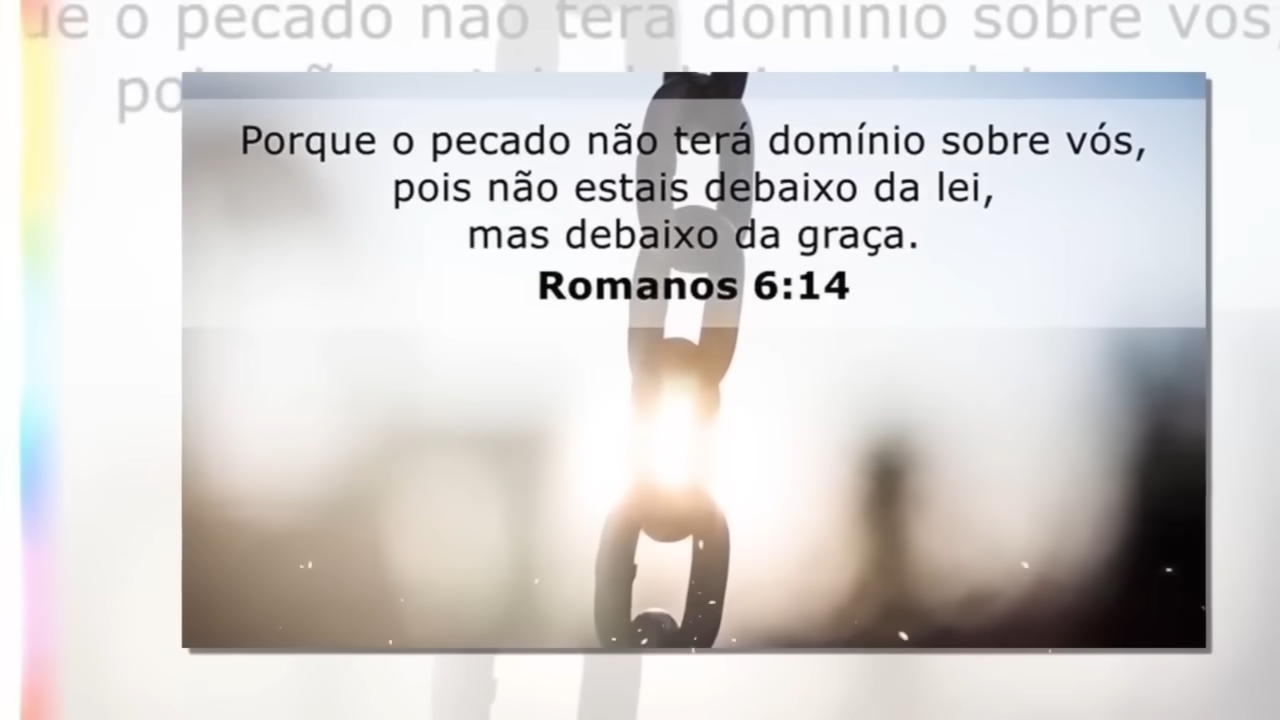 ue o pecado não terá domínio sobre vós,
Porque o pecado não terá domínio sobre vós,
pois não estais debaixo da lei,
mas debaixo da graça.
Romanos 6:14